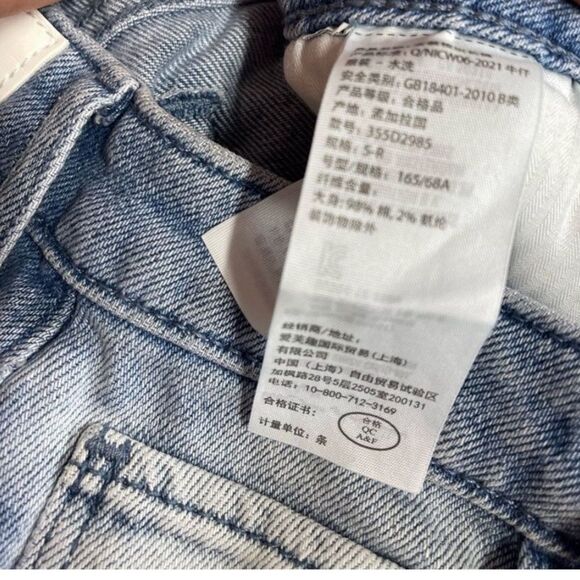 Q/NKW06-2021 牛仔
服装 - 水洗
安全类别: GB18401-2010 B类
产品等级: 合格品
产地: 孟加拉国
款号: 355D2985
规格: S-R
号型/规格: 165/68A
纤维含量:
大身: 98% 棉, 2% 氨纶
装饰物除外
经销商/地址:
爱芙趣国际贸易(上海)
有限公司
中国(上海)自由贸易试验区
加枫路28号5层2505室200131
电话: 10-800-712-3169
合格证书:
合格
QC
A&F
计量单位: 条